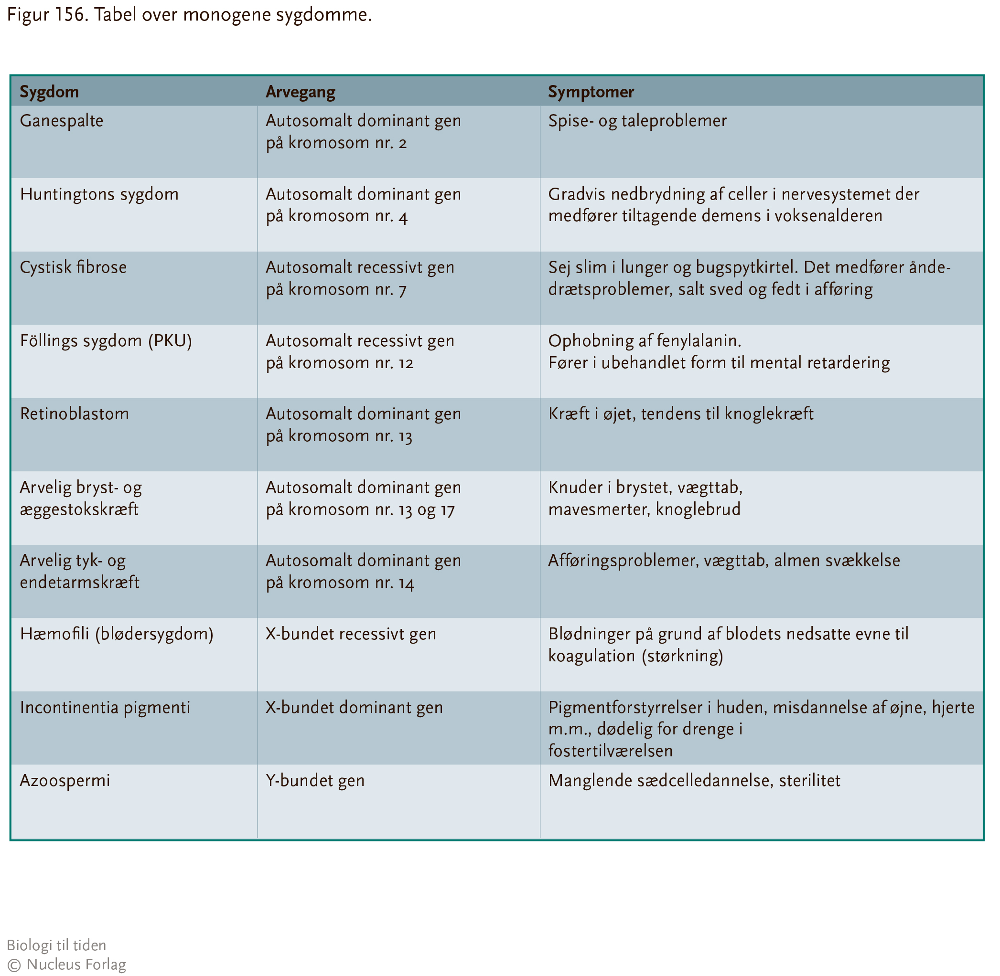 Figur 156. Tabel over monogene sygdomme.
Sygdom
Arvegang
Symptomer
Ganespalte
Autosomalt dominant gen
på kromosom nr. 2
Spise- og taleproblemer
Huntingtons sygdom
Autosomalt dominant gen
på kromosom nr. 4
Gradvis nedbrydning af celler i nervesystemet der
medfører tiltagende demens i voksenalderen
Cystisk fibrose
Autosomalt recessivt gen
på kromosom nr. 7
Sej slim i lunger og bugspytkirtel. Det medfører ånde-
drætsproblemer, salt sved og fedt i afføring
Föllings sygdom (PKU)
Autosomalt recessivt gen
på kromosom nr. 12
Ophobning af fenylalanin.
Fører i ubehandlet form til mental retardering
Retinoblastom
Autosomalt dominant gen
på kromosom nr. 13
Kræft i øjet, tendens til knoglekræft
Arvelig bryst- og
æggestokskræft
Autosomalt dominant gen
på kromosom nr. 13 og 17
Knuder i brystet, vægttab,
mavesmerter, knoglebrud
Arvelig tyk- og
endetarmskræft
Autosomalt dominant gen
på kromosom nr. 14
Afføringsproblemer, vægttab, almen svækkelse
Hæmofili (blødersygdom)
X-bundet recessivt gen
Blødninger på grund af blodets nedsatte evne til
koagulation (størkning)
Incontinentia pigmenti
X-bundet dominant gen
Pigmentforstyrrelser i huden, misdannelse af øjne, hjerte
m.m., dødelig for drenge i
fostertilværelsen
Azoospermi
Y-bundet gen
Manglende sædcelledannelse, sterilitet
Biologi til tiden
© Nucleus Forlag